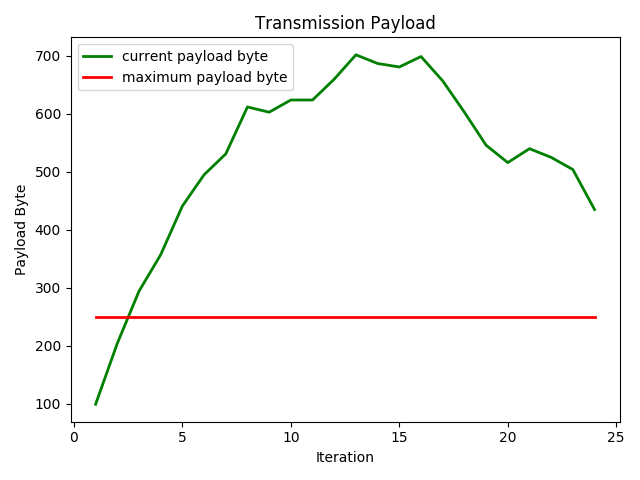 Transmission Payload
current payload byte
maximum payload byte
700
600
500
400
300
200
100
Payload Byte
0 5 10 15 20 25
Iteration